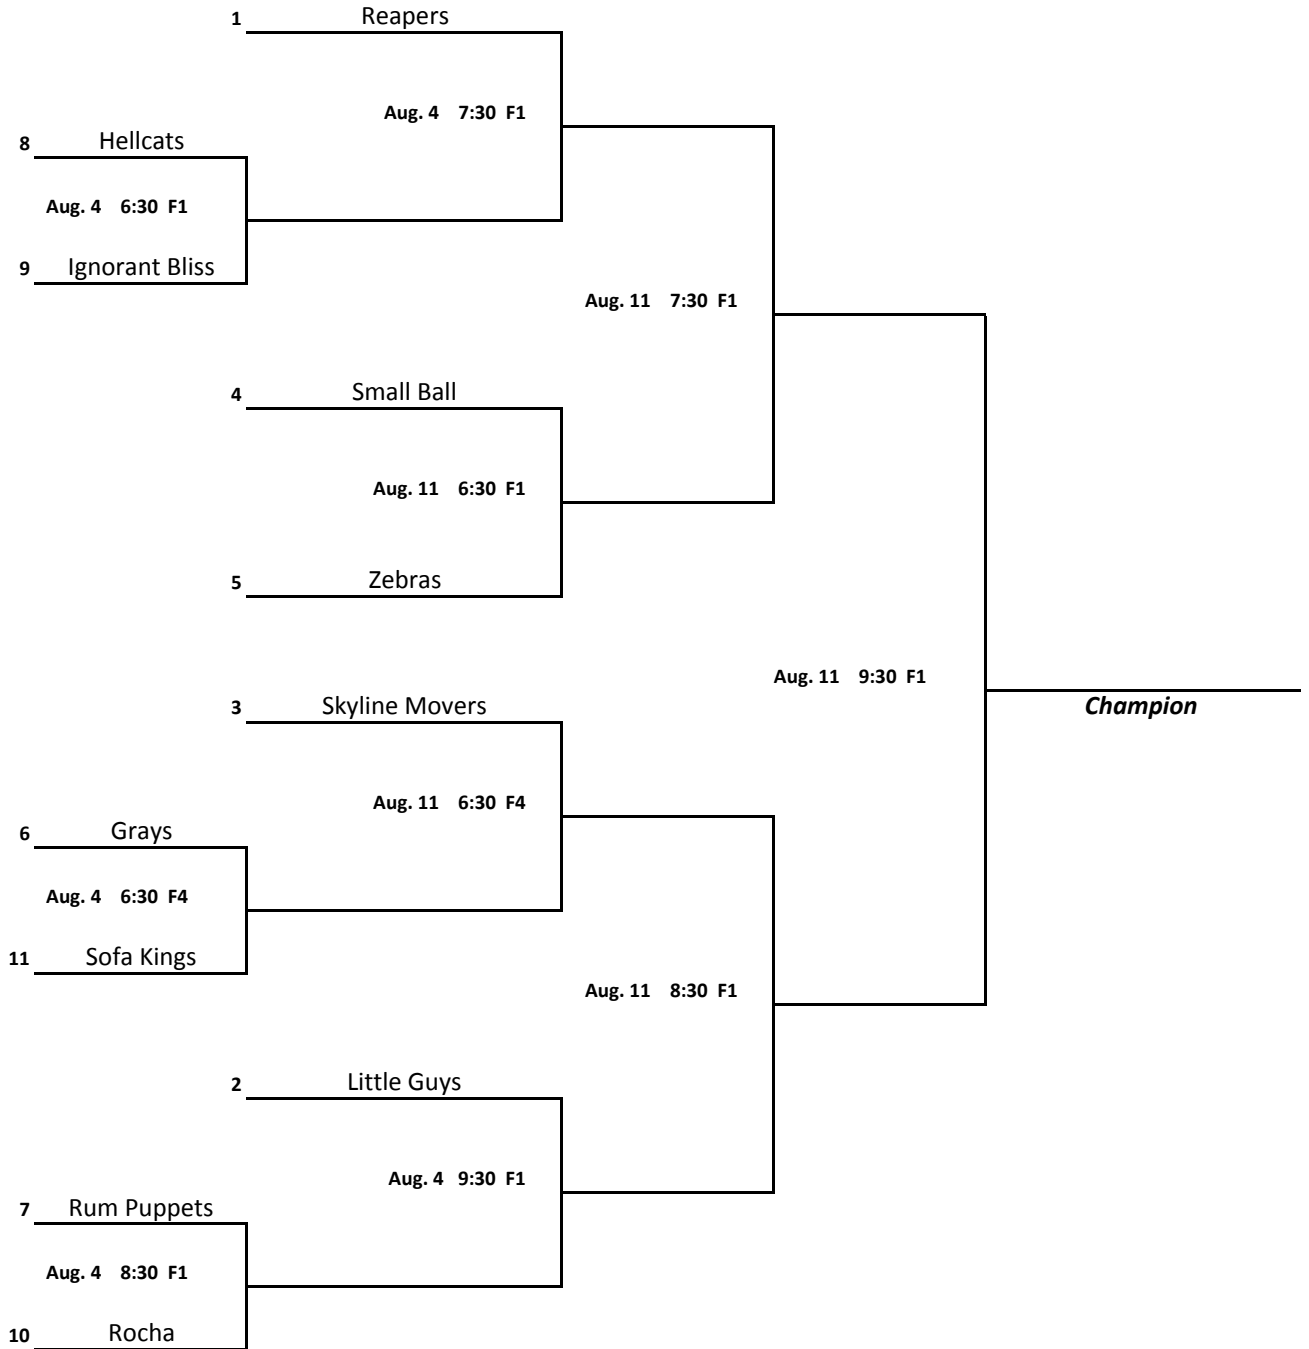 1 Reapers
Aug. 4 7:30 F1
8 Hellcats
Aug. 4 6:30 F1
9 Ignorant Bliss
Aug. 11 7:30 F1
4 Small Ball
Aug. 11 6:30 F1
5 Zebras
Aug. 11 9:30 F1
3 Skyline Movers
Champion
Aug. 11 6:30 F4
6 Grays
Aug. 4 6:30 F4
11 Sofa Kings
Aug. 11 8:30 F1
2 Little Guys
Aug. 4 9:30 F1
7 Rum Puppets
Aug. 4 8:30 F1
10 Rocha